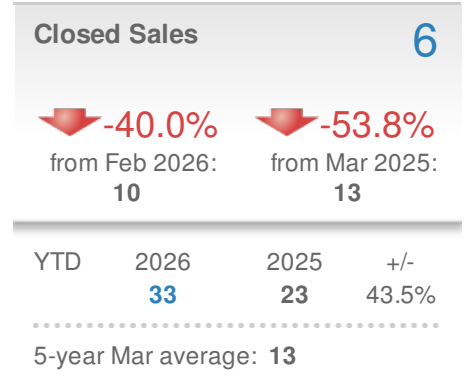 Closed Sales 6
-40.0% -53.8%
from Feb 2026: from Mar 2025:
10 13
YTD 2026 2025 +/-
33 23 43.5%
5-year Mar average: 13